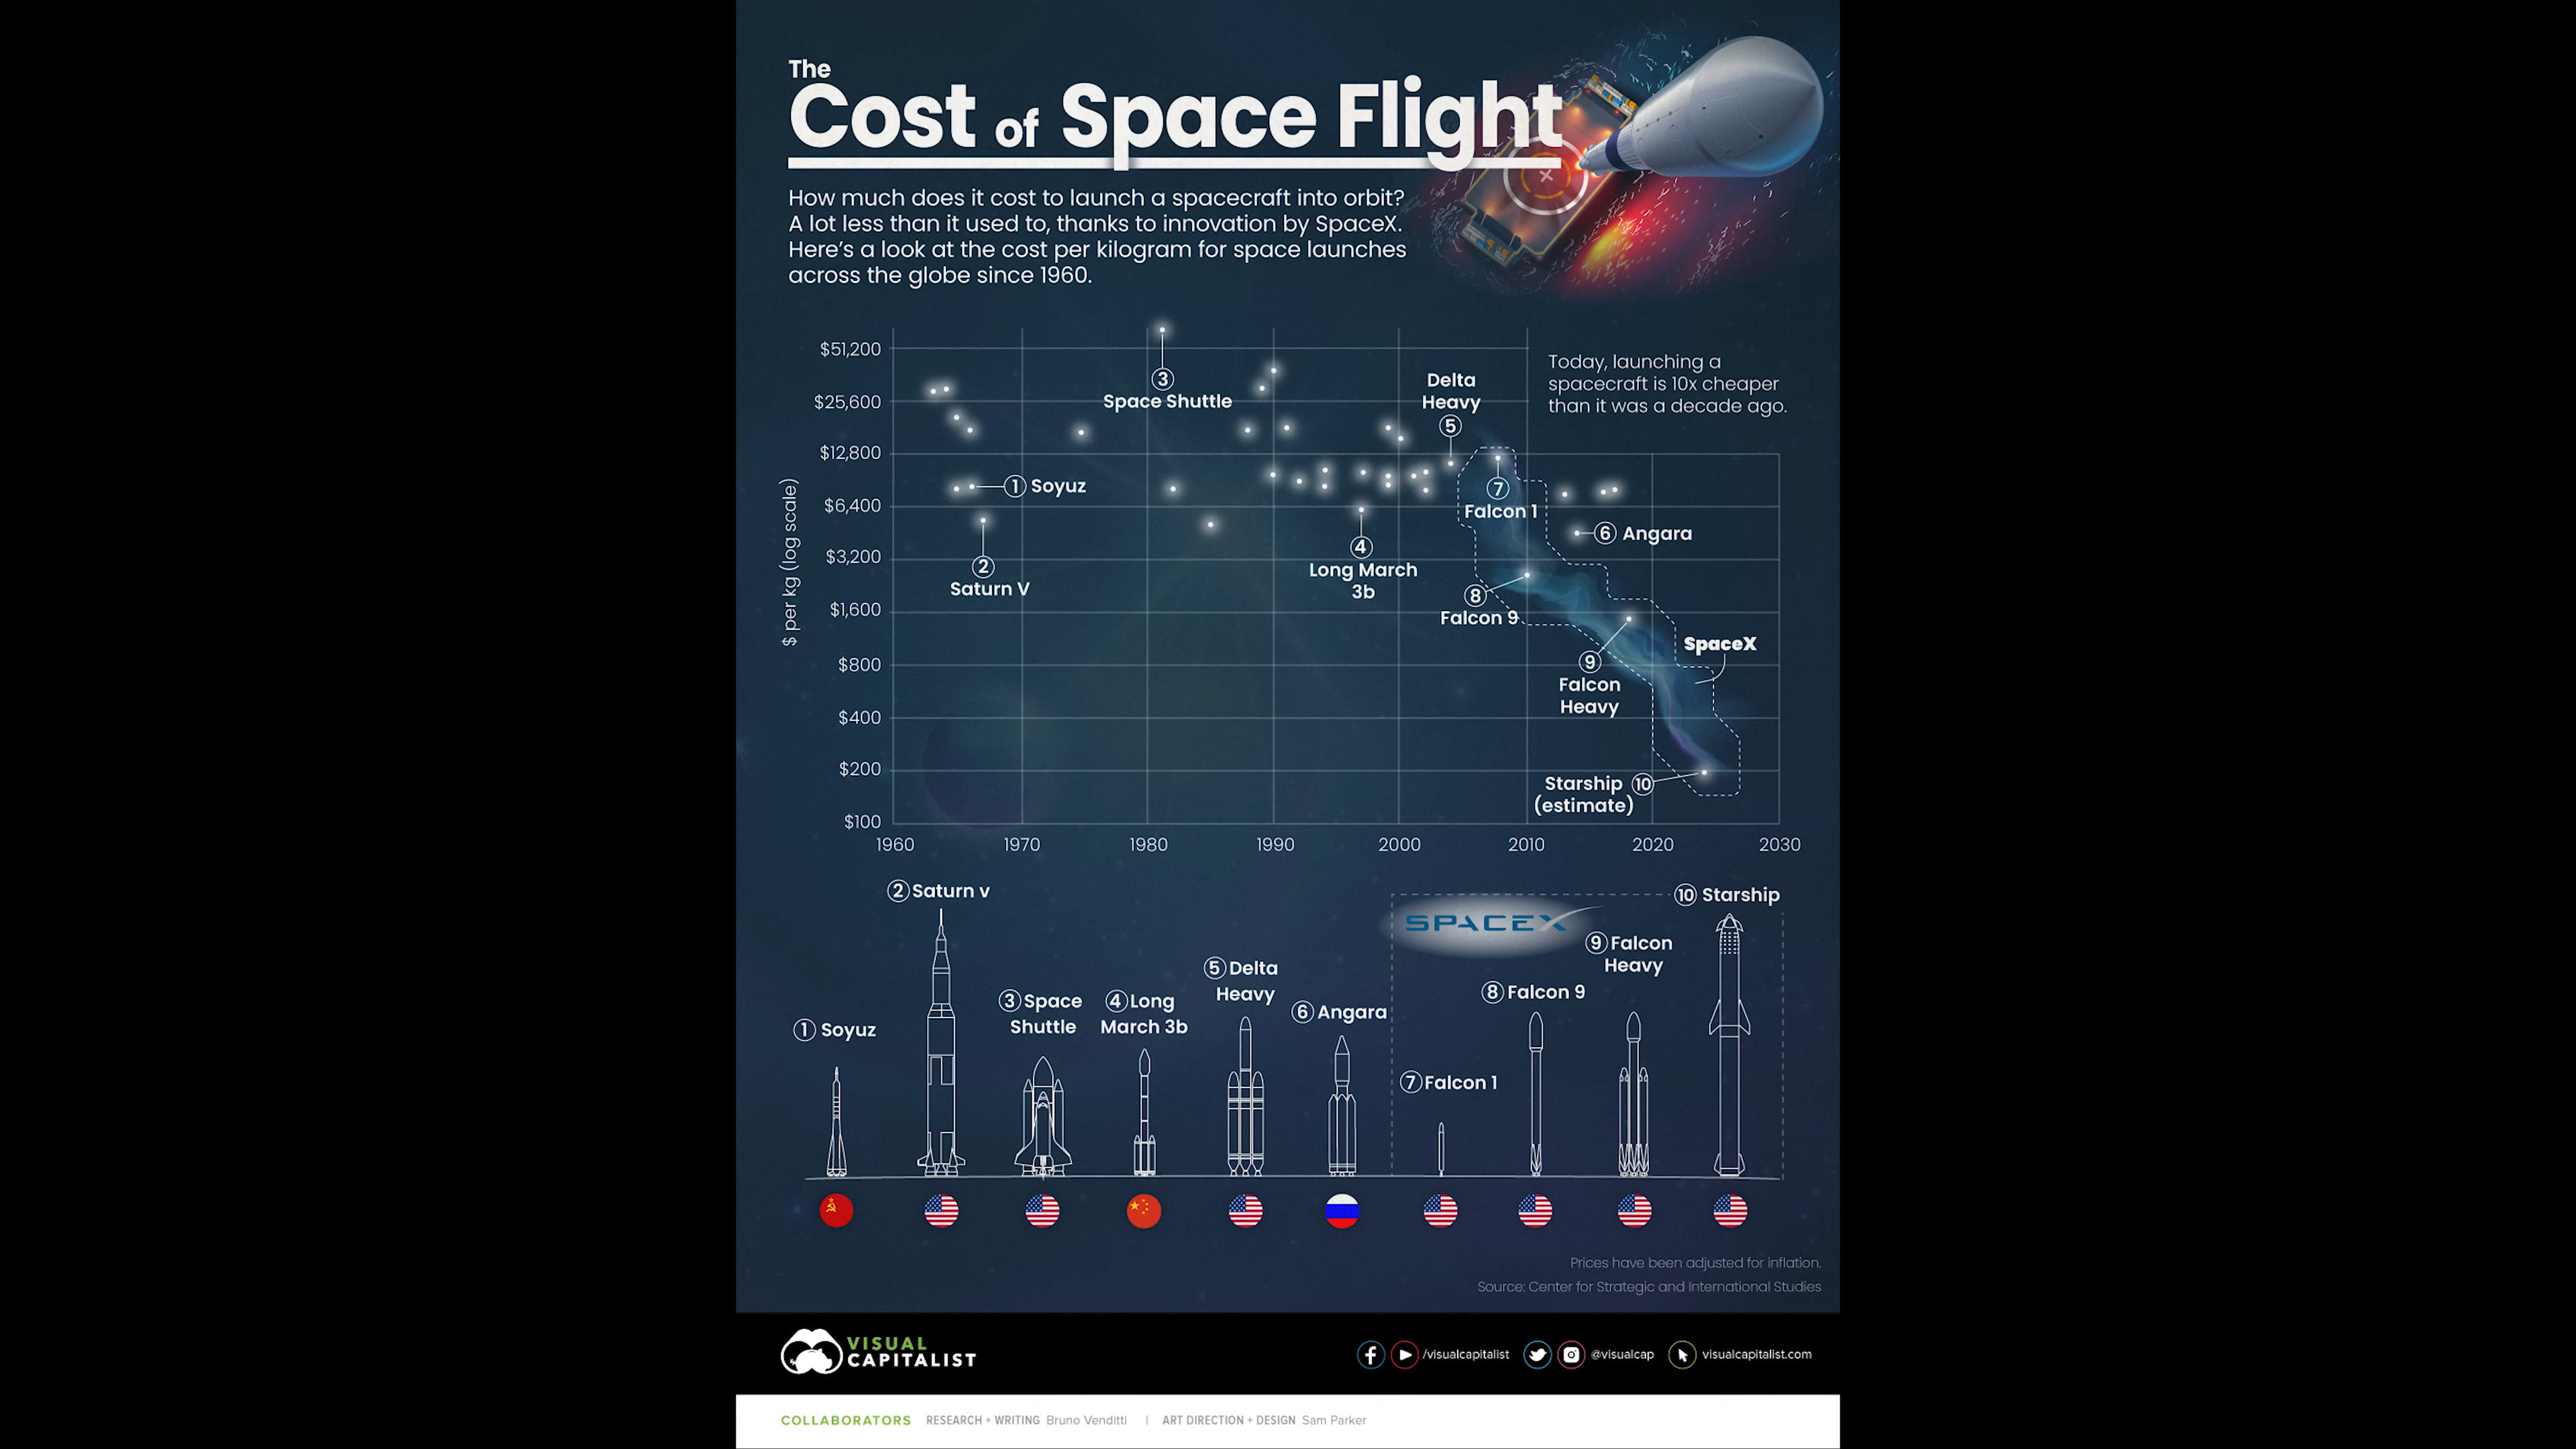 The
Cost of Space Flight
How much does it cost to launch a spacecraft into orbit?
A lot less than it used to, thanks to innovation by SpaceX.
Here's a look at the cost per kilogram for space launches
across the globe since 1960.
$ per kg (log scale)
$51,200
$25,600
$12,800
$6,400
$3,200
$1,600
$800
$400
$200
$100
1960
1970
1980
1990
2000
2010
2020
2030
Today, launching a
spacecraft is 10x cheaper
than it was a decade ago.
1 Soyuz
2
Saturn V
3
Space Shuttle
4
Long March
3b
Delta
Heavy
5
6 Angara
7
Falcon 1
8
Falcon 9
9
Falcon
Heavy
SpaceX
Starship 10
(estimate)
1 Soyuz
2 Saturn v
3 Space
Shuttle
4 Long
March 3b
5 Delta
Heavy
6 Angara
SPACEX
7 Falcon 1
8 Falcon 9
9 Falcon
Heavy
10 Starship
Prices have been adjusted for inflation.
Source: Center for Strategic and International Studies
VISUAL
CAPITALIST
/visualcapitalist
@visualcap
visualcapitalist.com
COLLABORATORS RESEARCH + WRITING Bruno Venditti | ART DIRECTION + DESIGN Sam Parker